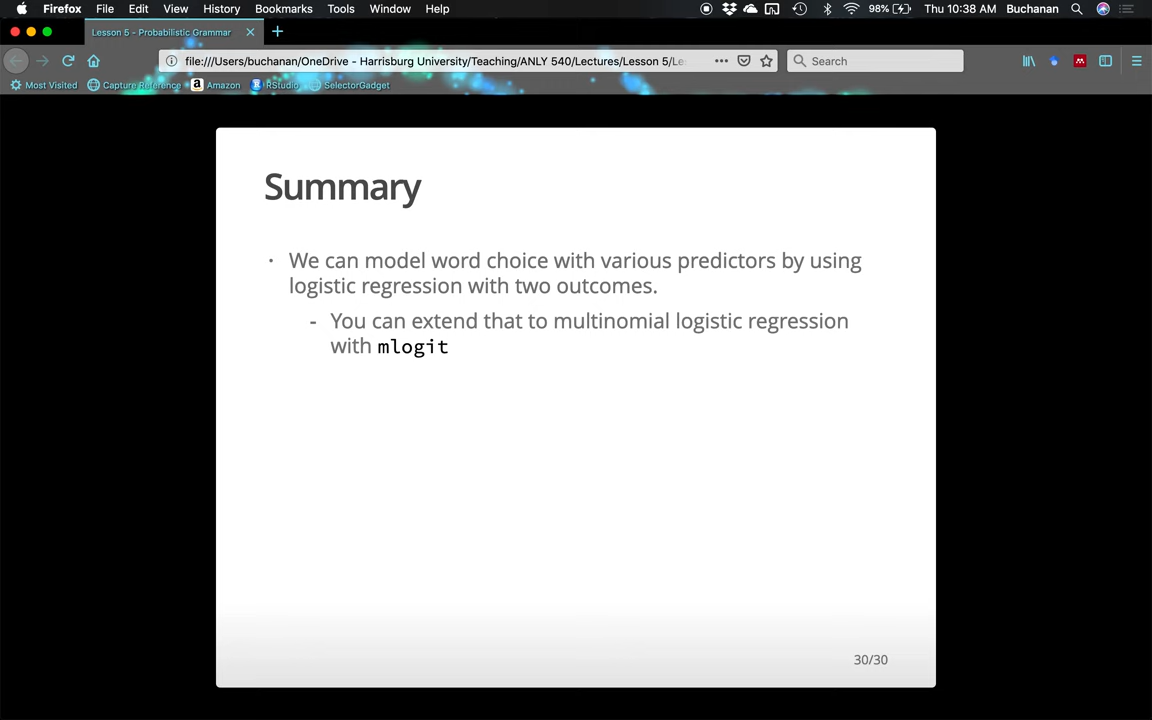 Firefox File Edit View History Bookmarks Tools Window Help 98% Thu 10:38 AM Buchanan
Lesson 5 - Probabilistic Grammar
file:///Users/buchanan/OneDrive - Harrisburg University/Teaching/ANLY 540/Lectures/Lesson 5/Le Search
Most Visited Capture Reference Amazon RStudio SelectorGadget
Summary
· We can model word choice with various predictors by using
logistic regression with two outcomes.
- You can extend that to multinomial logistic regression
with mlogit
30/30